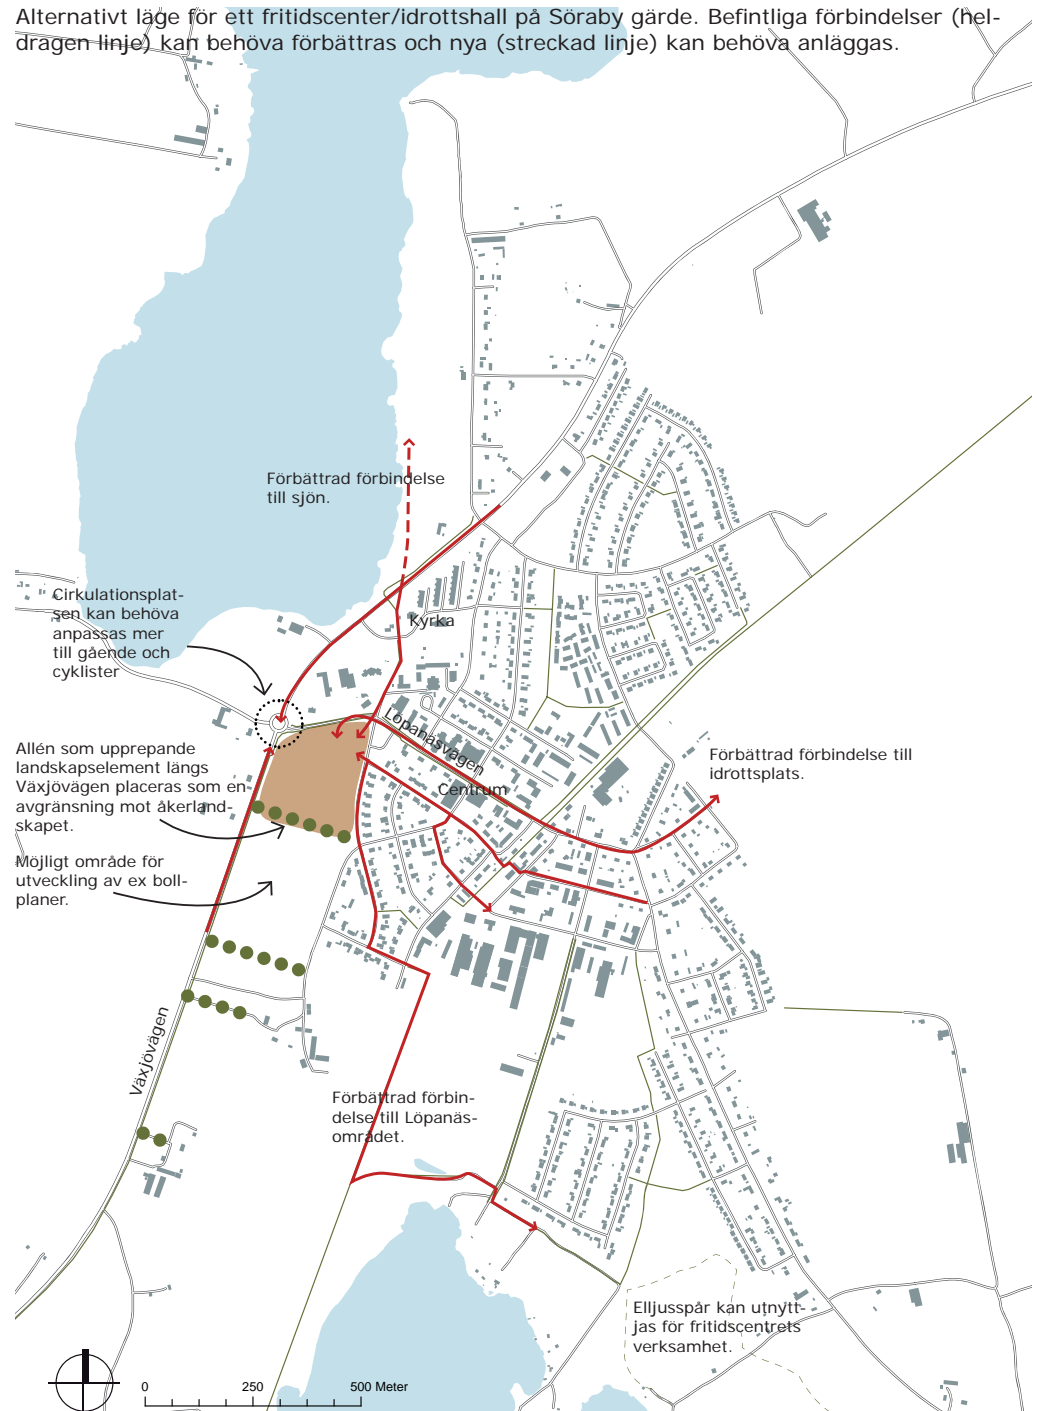 Alternativt läge för ett fritidscenter/idrottshall på Söraby gärde. Befintliga förbindelser (hel-
dragen linje) kan behöva förbättras och nya (streckad linje) kan behöva anläggas.
Förbättrad förbindelse
till sjön.
Cirkulationsplat-
sen kan behöva
anpassas mer
till gående och
cyklister
Kyrka
Löpanäsvägen
Centrum
Förbättrad förbindelse till
idrottsplats.
Allén som upprepande
landskapselement längs
Växjövägen placeras som en
avgränsning mot åkerland-
skapet.
Möjligt område för
utveckling av ex boll-
planer.
Växjövägen
Förbättrad förbin-
delse till Löpanäs-
området.
Elljusspår kan utnytt-
jas för fritidscentrets
verksamhet.
0 250 500 Meter